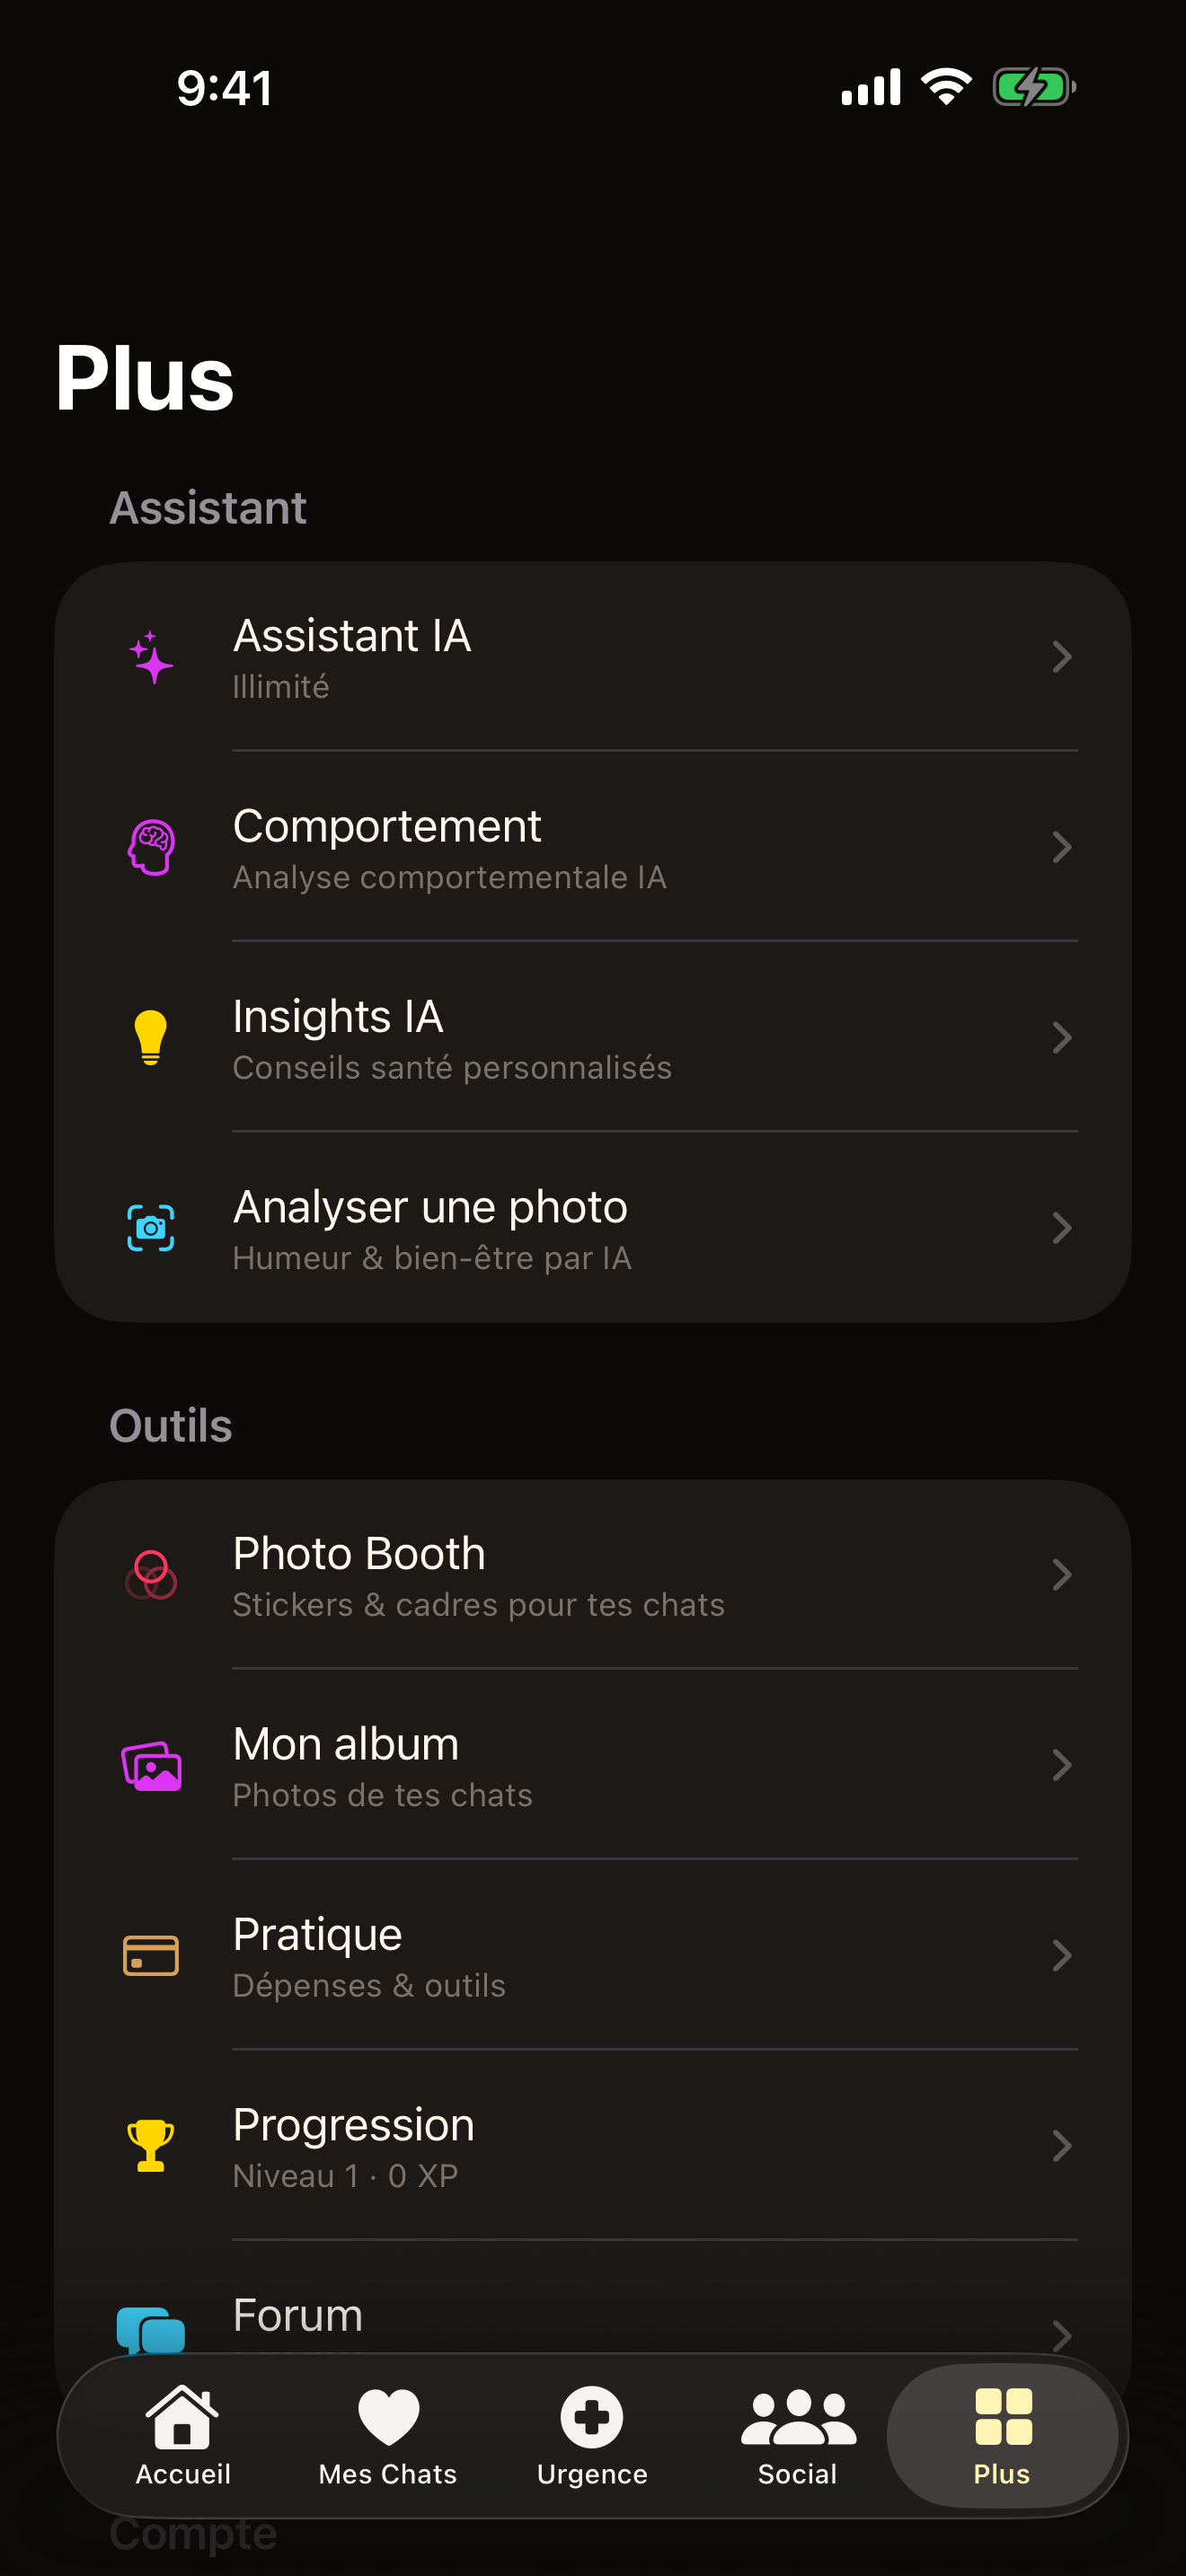 9:41
Plus
Assistant
Assistant IA
Illimité
Comportement
Analyse comportementale IA
Insights IA
Conseils santé personnalisés
Analyser une photo
Humeur & bien-être par IA
Outils
Photo Booth
Stickers & cadres pour tes chats
Mon album
Photos de tes chats
Pratique
Dépenses & outils
Progression
Niveau 1 · 0 XP
Forum
Accueil
Mes Chats
Urgence
Social
Plus
Compte